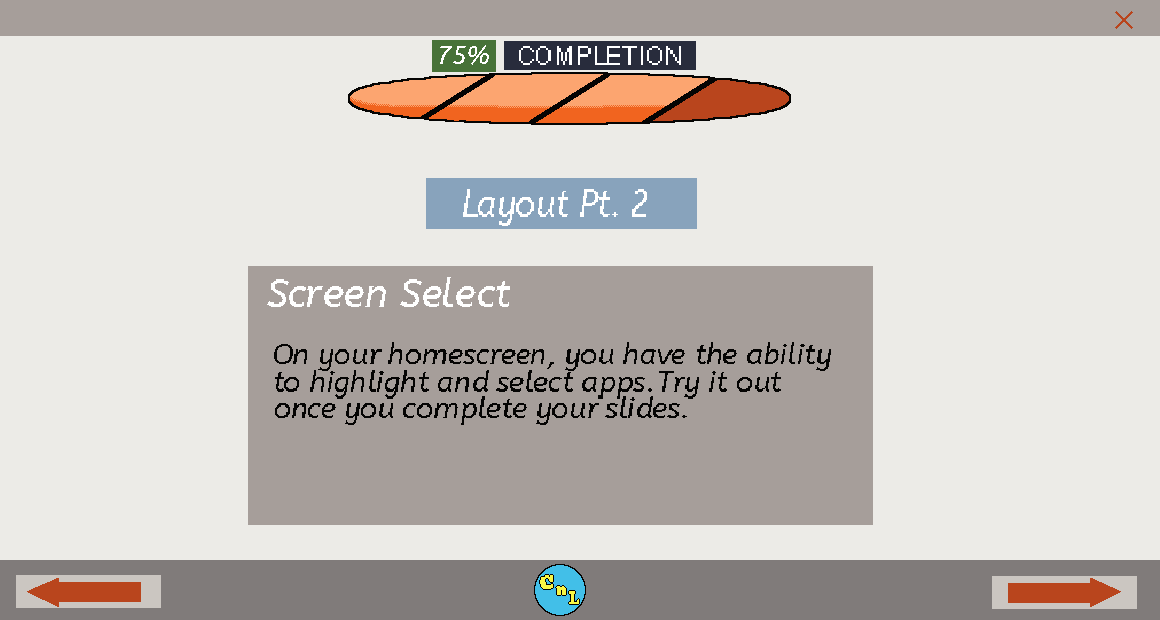 75% COMPLETION
Layout Pt. 2
Screen Select
On your homescreen, you have the ability
to highlight and select apps. Try it out
once you complete your slides.
CnL